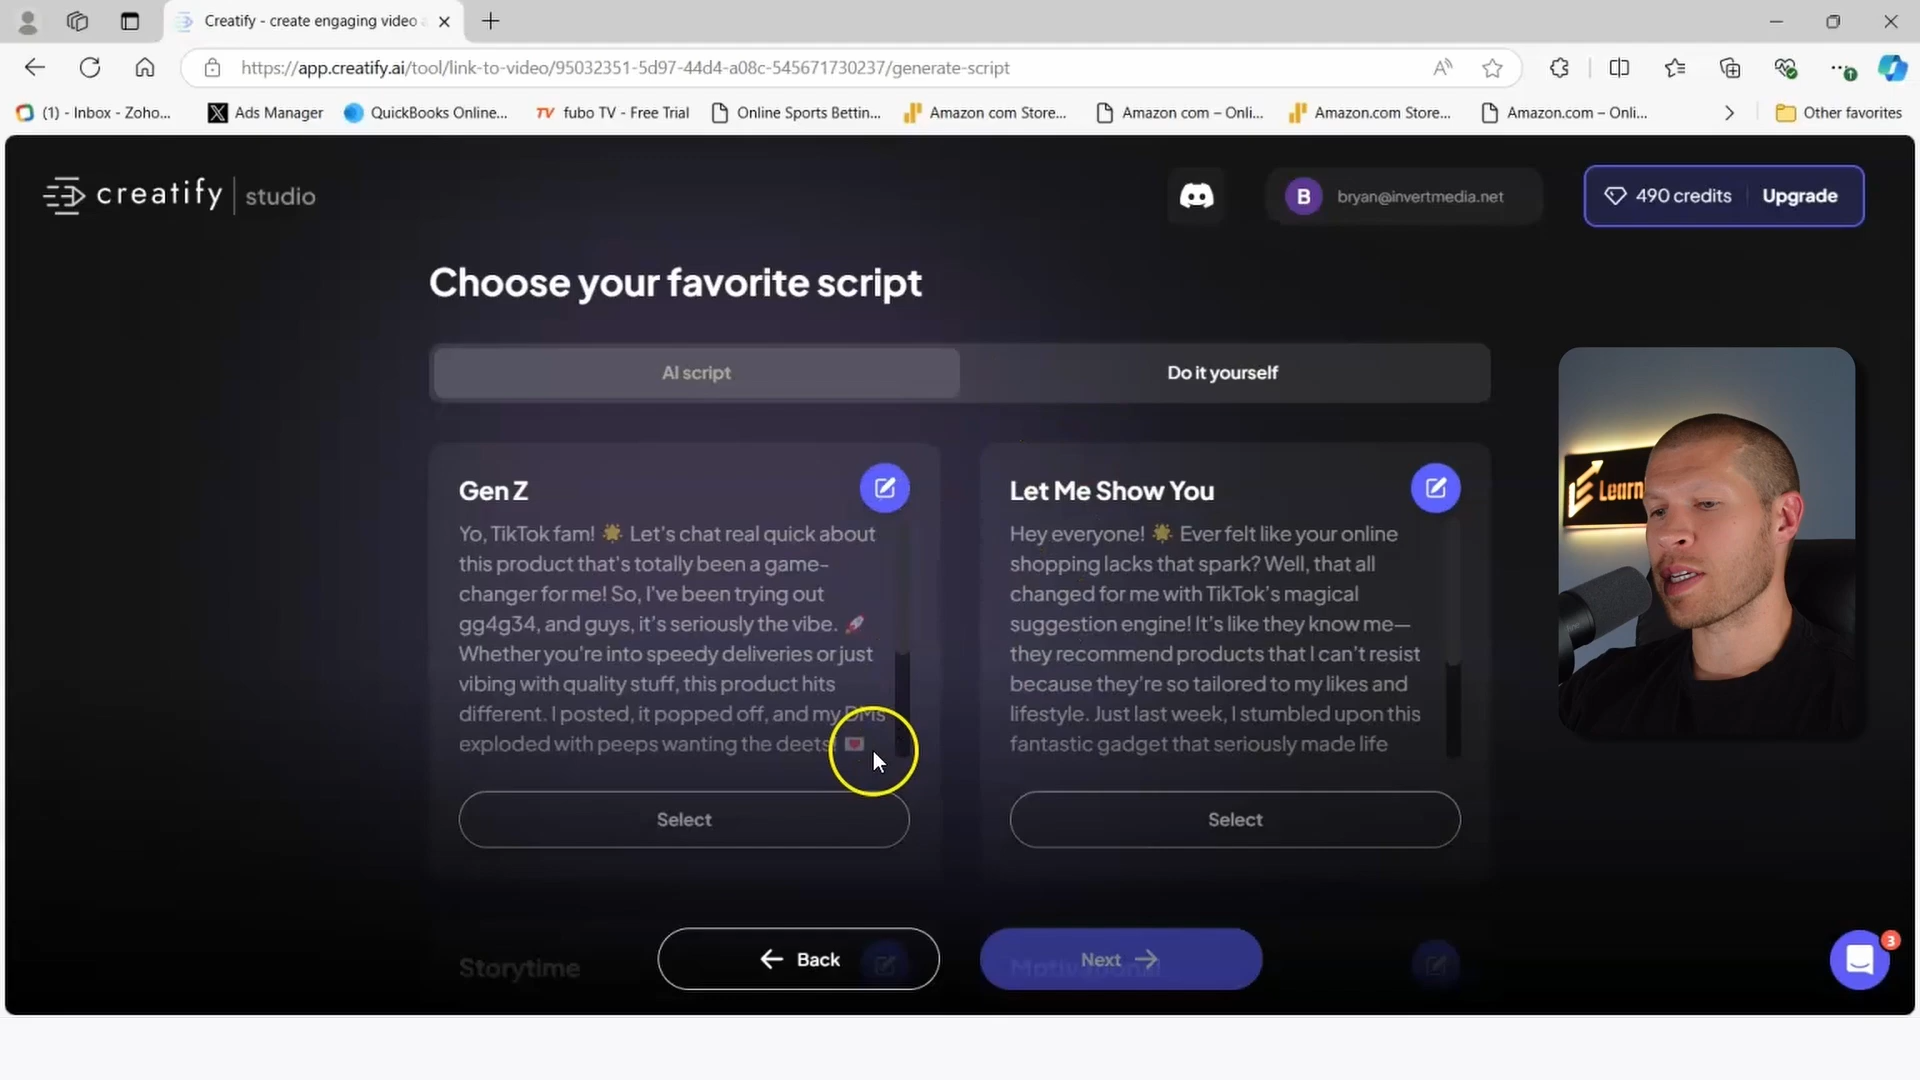 Creatify - create engaging video
https://app.creatify.ai/tool/link-to-video/95032351-5d97-44d4-a08c-545671730237/generate-script
(1) - Inbox - Zoho... Ads Manager QuickBooks Online... fubo TV - Free Trial Online Sports Bettin... Amazon com Store... Amazon com – Onli... Amazon.com Store... Amazon.com – Onli... Other favorites
creatify studio
B bryan@invertmedia.net
490 credits Upgrade
Choose your favorite script
AI script Do it yourself
Gen Z
Yo, TikTok fam! 🌟 Let's chat real quick about
this product that's totally been a game-
changer for me! So, I've been trying out
gg4g34, and guys, it's seriously the vibe. 🚀
Whether you're into speedy deliveries or just
vibing with quality stuff, this product hits
different. I posted, it popped off, and my DMs
exploded with peeps wanting the deets! 💌
Select
Let Me Show You
Hey everyone! 🌟 Ever felt like your online
shopping lacks that spark? Well, that all
changed for me with TikTok's magical
suggestion engine! It's like they know me—
they recommend products that I can't resist
because they're so tailored to my likes and
lifestyle. Just last week, I stumbled upon this
fantastic gadget that seriously made life
Select
Learn
Storytime
Motivational
Back
Next
3